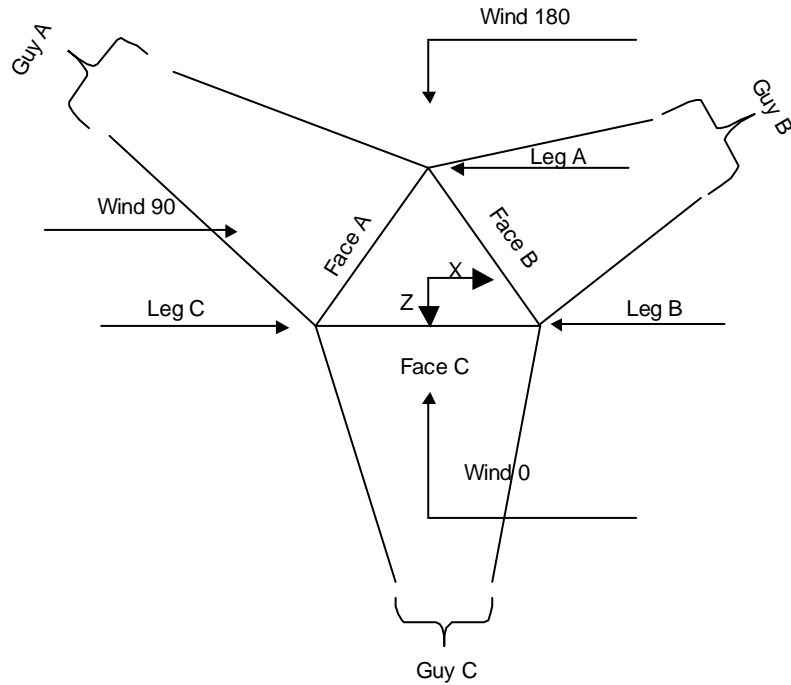 Wind 180
Guy A
Guy B
Leg A
Wind 90
Face A
Face B
X
Z
Leg C
Leg B
Face C
Wind 0
Guy C